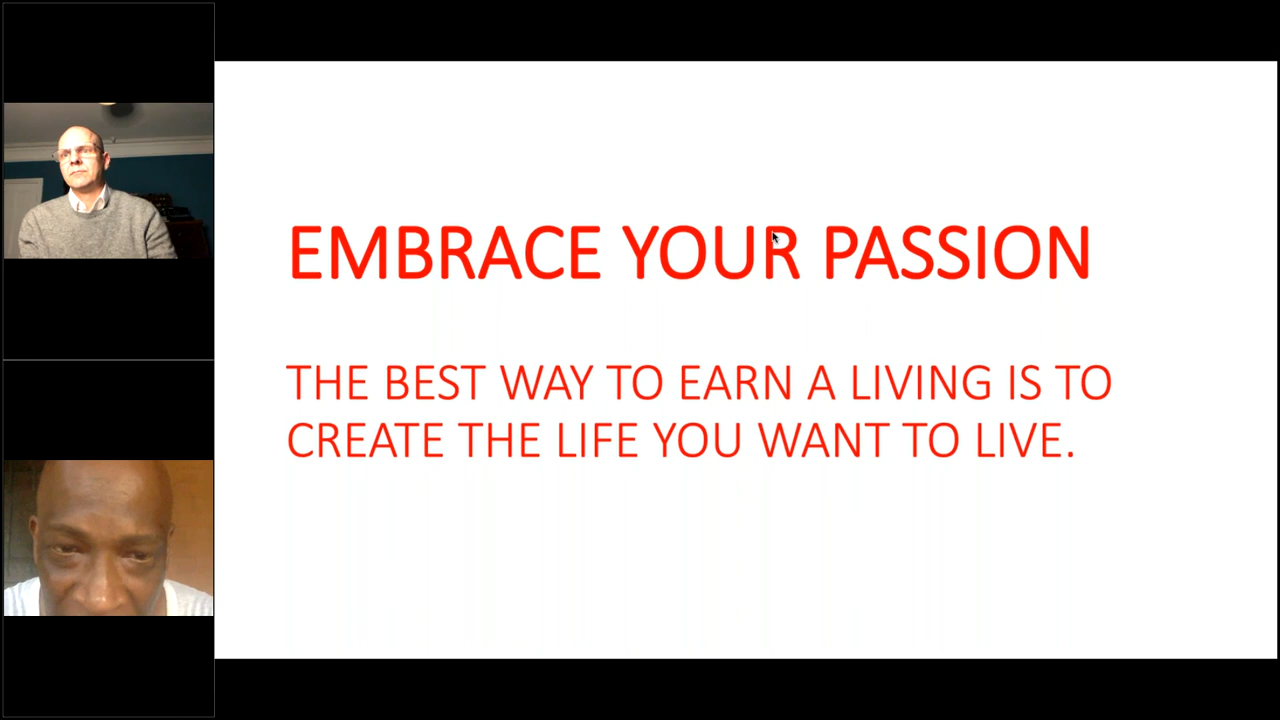 EMBRACE YOUR PASSION
THE BEST WAY TO EARN A LIVING IS TO
CREATE THE LIFE YOU WANT TO LIVE.